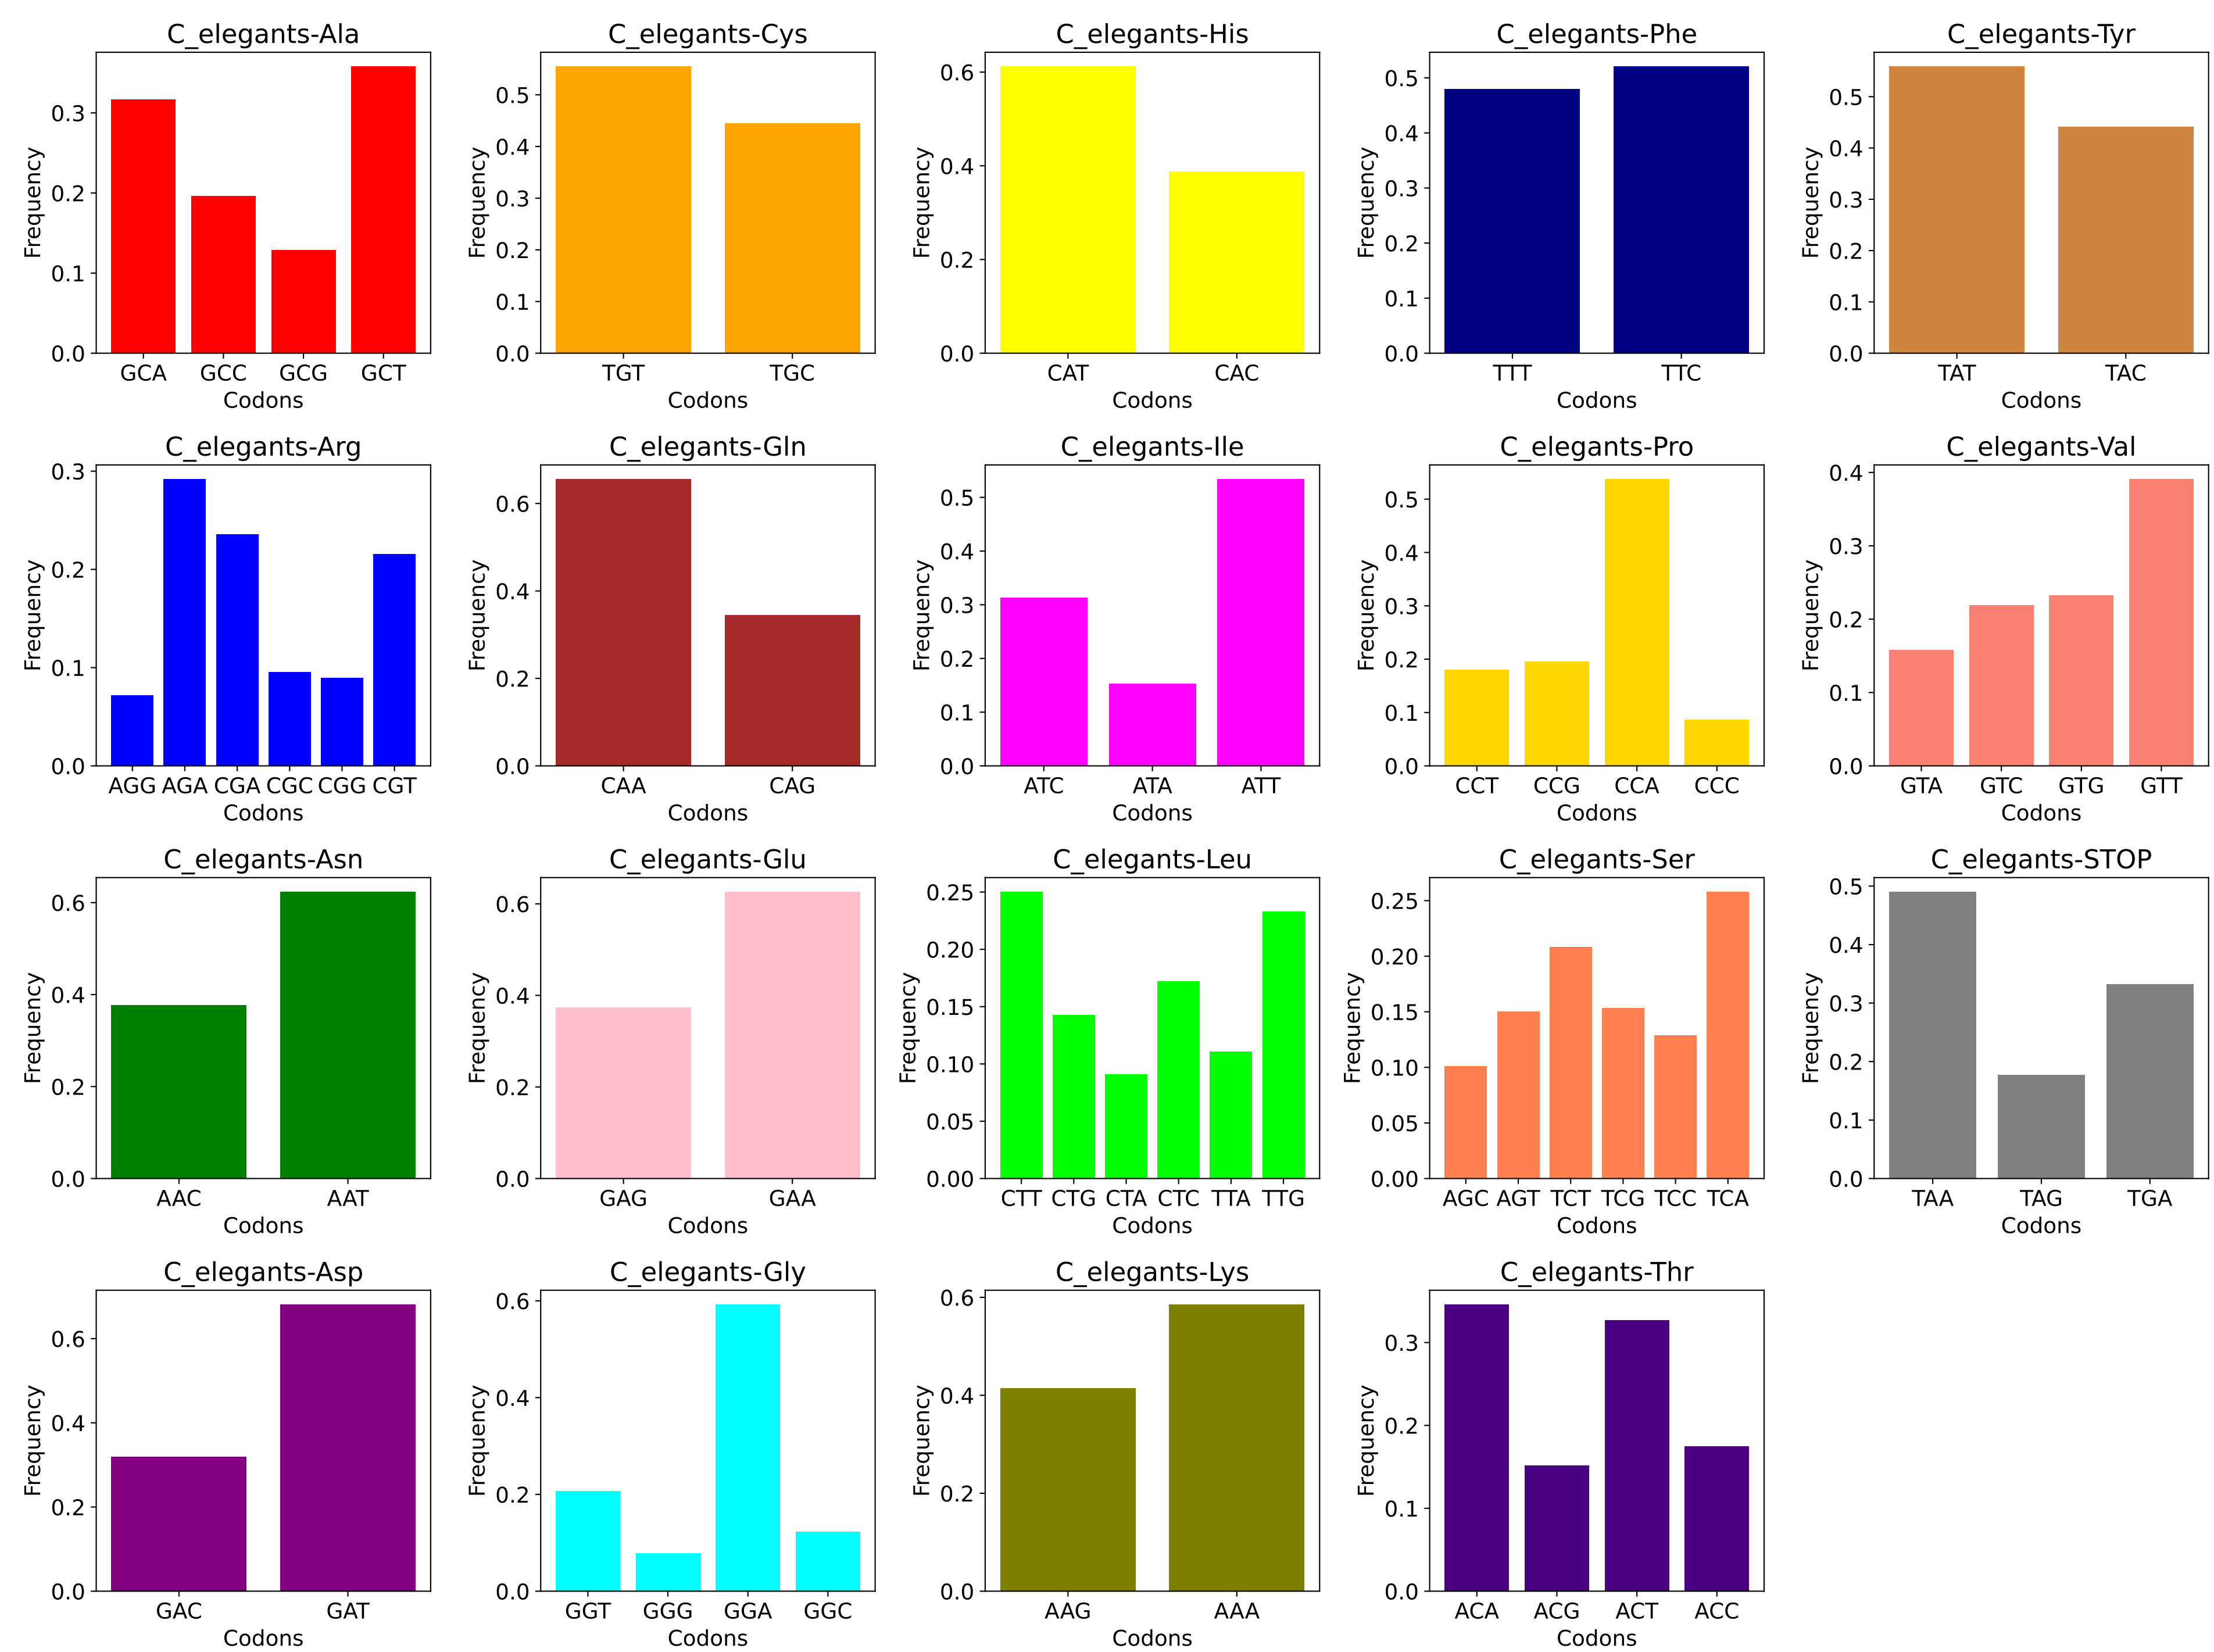 C_elegants-Ala
Frequency
0.3
0.2
0.1
0.0
GCA GCC GCG GCT
Codons
C_elegants-Cys
Frequency
0.5
0.4
0.3
0.2
0.1
0.0
TGT TGC
Codons
C_elegants-His
Frequency
0.6
0.4
0.2
0.0
CAT CAC
Codons
C_elegants-Phe
Frequency
0.5
0.4
0.3
0.2
0.1
0.0
TTT TTC
Codons
C_elegants-Tyr
Frequency
0.5
0.4
0.3
0.2
0.1
0.0
TAT TAC
Codons
C_elegants-Arg
Frequency
0.3
0.2
0.1
0.0
AGG AGA CGA CGC CGG CGT
Codons
C_elegants-Gln
Frequency
0.6
0.4
0.2
0.0
CAA CAG
Codons
C_elegants-Ile
Frequency
0.5
0.4
0.3
0.2
0.1
0.0
ATC ATA ATT
Codons
C_elegants-Pro
Frequency
0.5
0.4
0.3
0.2
0.1
0.0
CCT CCG CCA CCC
Codons
C_elegants-Val
Frequency
0.4
0.3
0.2
0.1
0.0
GTA GTC GTG GTT
Codons
C_elegants-Asn
Frequency
0.6
0.4
0.2
0.0
AAC AAT
Codons
C_elegants-Glu
Frequency
0.6
0.4
0.2
0.0
GAG GAA
Codons
C_elegants-Leu
Frequency
0.25
0.20
0.15
0.10
0.05
0.00
CTT CTG CTA CTC TTA TTG
Codons
C_elegants-Ser
Frequency
0.25
0.20
0.15
0.10
0.05
0.00
AGC AGT TCT TCG TCC TCA
Codons
C_elegants-STOP
Frequency
0.5
0.4
0.3
0.2
0.1
0.0
TAA TAG TGA
Codons
C_elegants-Asp
Frequency
0.6
0.4
0.2
0.0
GAC GAT
Codons
C_elegants-Gly
Frequency
0.6
0.4
0.2
0.0
GGT GGG GGA GGC
Codons
C_elegants-Lys
Frequency
0.6
0.4
0.2
0.0
AAG AAA
Codons
C_elegants-Thr
Frequency
0.3
0.2
0.1
0.0
ACA ACG ACT ACC
Codons